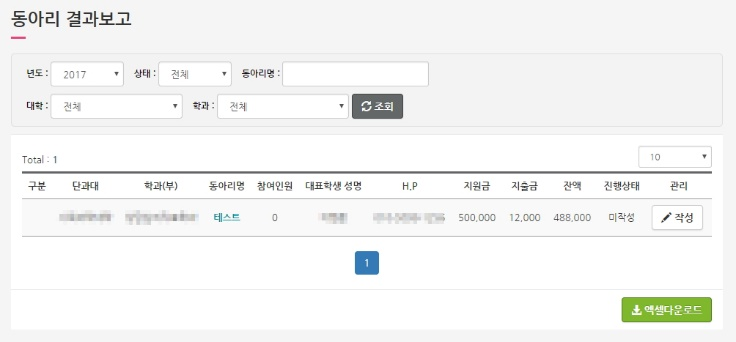 동아리 결과보고
년도 : 2017 상태 : 전체 동아리명 :
대학 : 전체 학과 : 전체 조회
Total : 1 10
구분 단과대 학과(부) 동아리명 참여인원 대표학생 성명 H.P 지원금 지출금 잔액 진행상태 관리
테스트 0 500,000 12,000 488,000 미작성 작성
1
엑셀다운로드